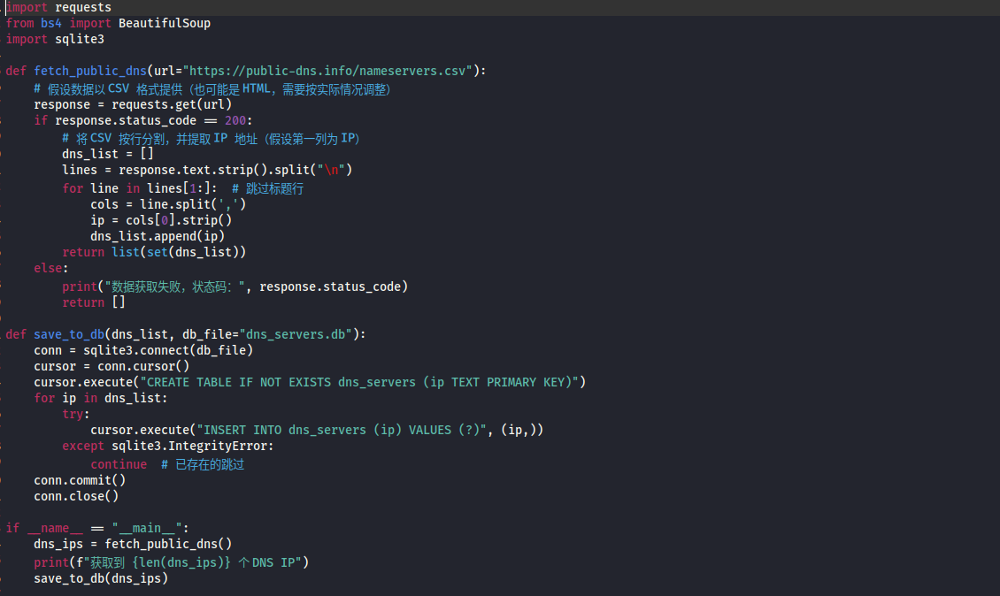 import requests
from bs4 import BeautifulSoup
import sqlite3

def fetch_public_dns(url="https://public-dns.info/nameservers.csv"):
    # 假设数据以 CSV 格式提供（也可能是 HTML，需要按实际情况调整）
    response = requests.get(url)
    if response.status_code == 200:
        # 将 CSV 按行分割，并提取 IP 地址（假设第一列为 IP）
        dns_list = []
        lines = response.text.strip().split("\n")
        for line in lines[1:]:  # 跳过标题行
            cols = line.split(',')
            ip = cols[0].strip()
            dns_list.append(ip)
        return list(set(dns_list))
    else:
        print("数据获取失败，状态码：", response.status_code)
        return []

def save_to_db(dns_list, db_file="dns_servers.db"):
    conn = sqlite3.connect(db_file)
    cursor = conn.cursor()
    cursor.execute("CREATE TABLE IF NOT EXISTS dns_servers (ip TEXT PRIMARY KEY)")
    for ip in dns_list:
        try:
            cursor.execute("INSERT INTO dns_servers (ip) VALUES (?)", (ip,))
        except sqlite3.IntegrityError:
            continue  # 已存在的跳过
    conn.commit()
    conn.close()

if __name__ == "__main__":
    dns_ips = fetch_public_dns()
    print(f"获取到 {len(dns_ips)} 个 DNS IP")
    save_to_db(dns_ips)